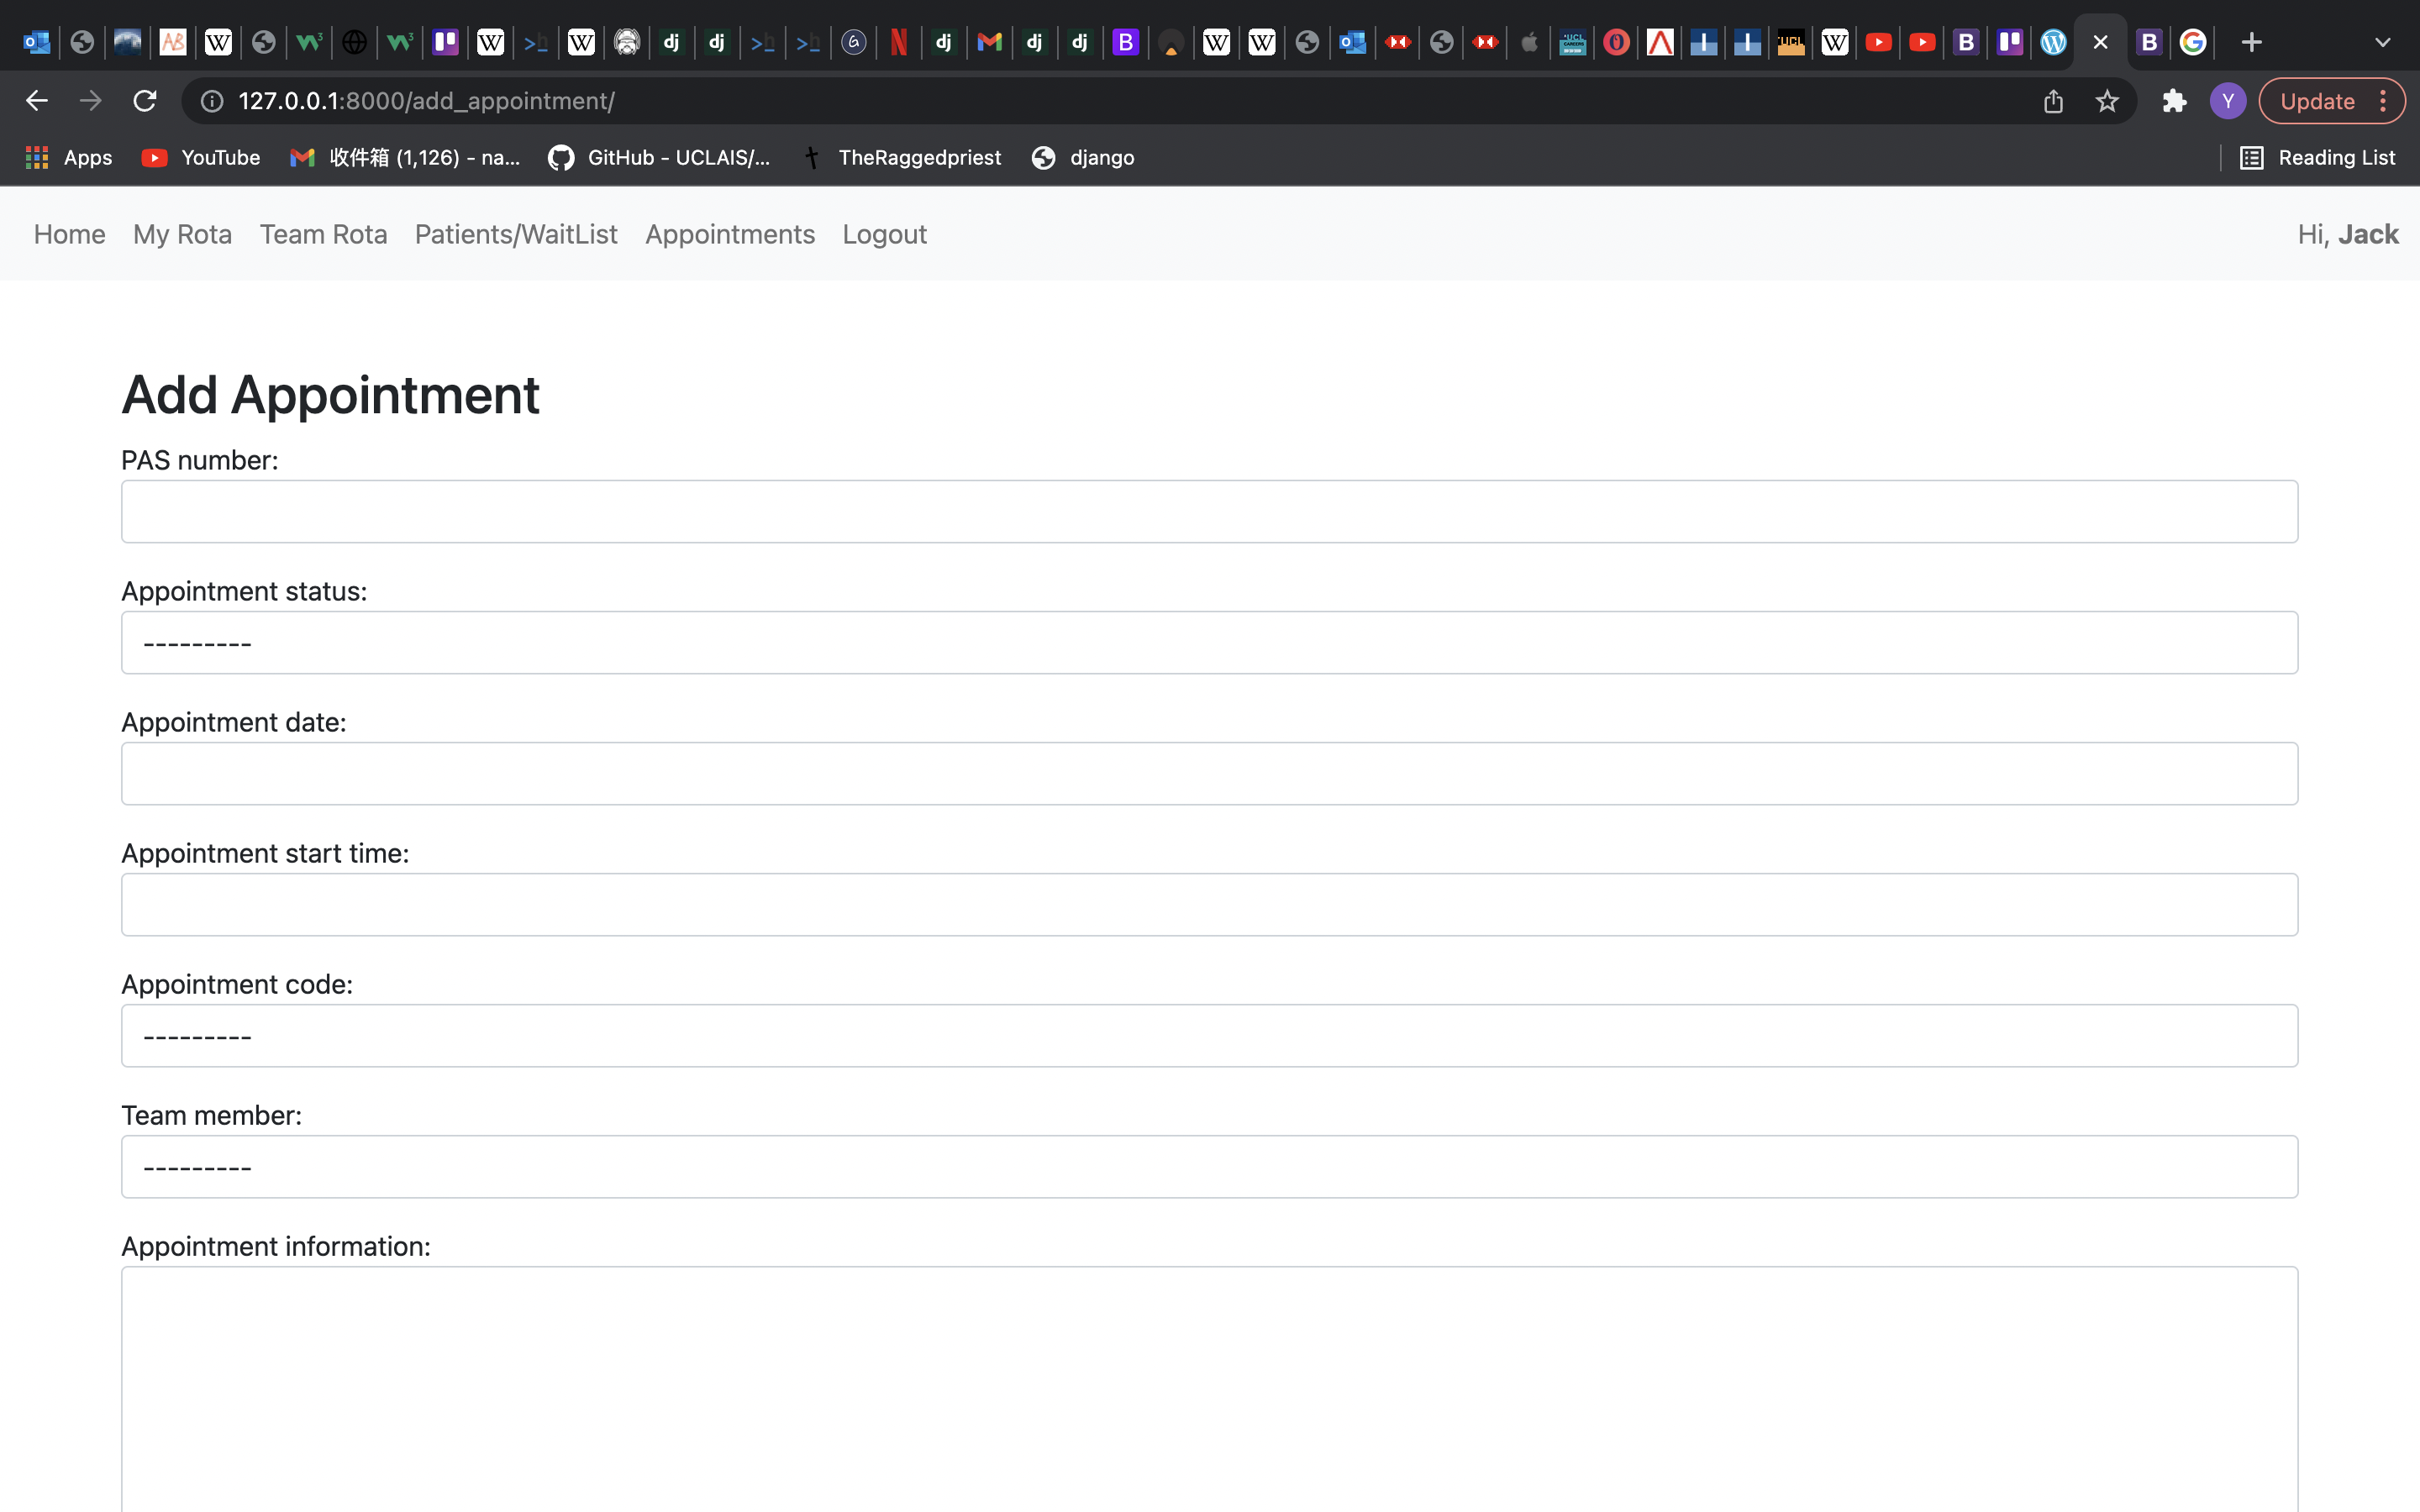 127.0.0.1:8000/add_appointment/
Update
Apps YouTube 收件箱 (1,126) - na... GitHub - UCLAIS/... TheRaggedpriest django Reading List
Home My Rota Team Rota Patients/WaitList Appointments Logout Hi, Jack
Add Appointment
PAS number:
Appointment status:
---------
Appointment date:
Appointment start time:
Appointment code:
---------
Team member:
---------
Appointment information: